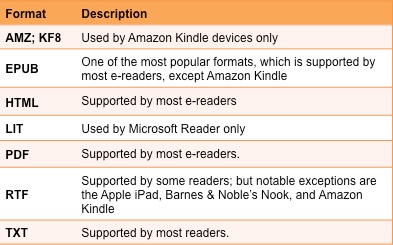 Format Description
AMZ; KF8 Used by Amazon Kindle devices only
EPUB One of the most popular formats, which is supported by
most e-readers, except Amazon Kindle
HTML Supported by most e-readers
LIT Used by Microsoft Reader only
PDF Supported by most e-readers.
RTF Supported by some readers; but notable exceptions are
the Apple iPad, Barnes & Noble's Nook, and Amazon
Kindle
TXT Supported by most readers.